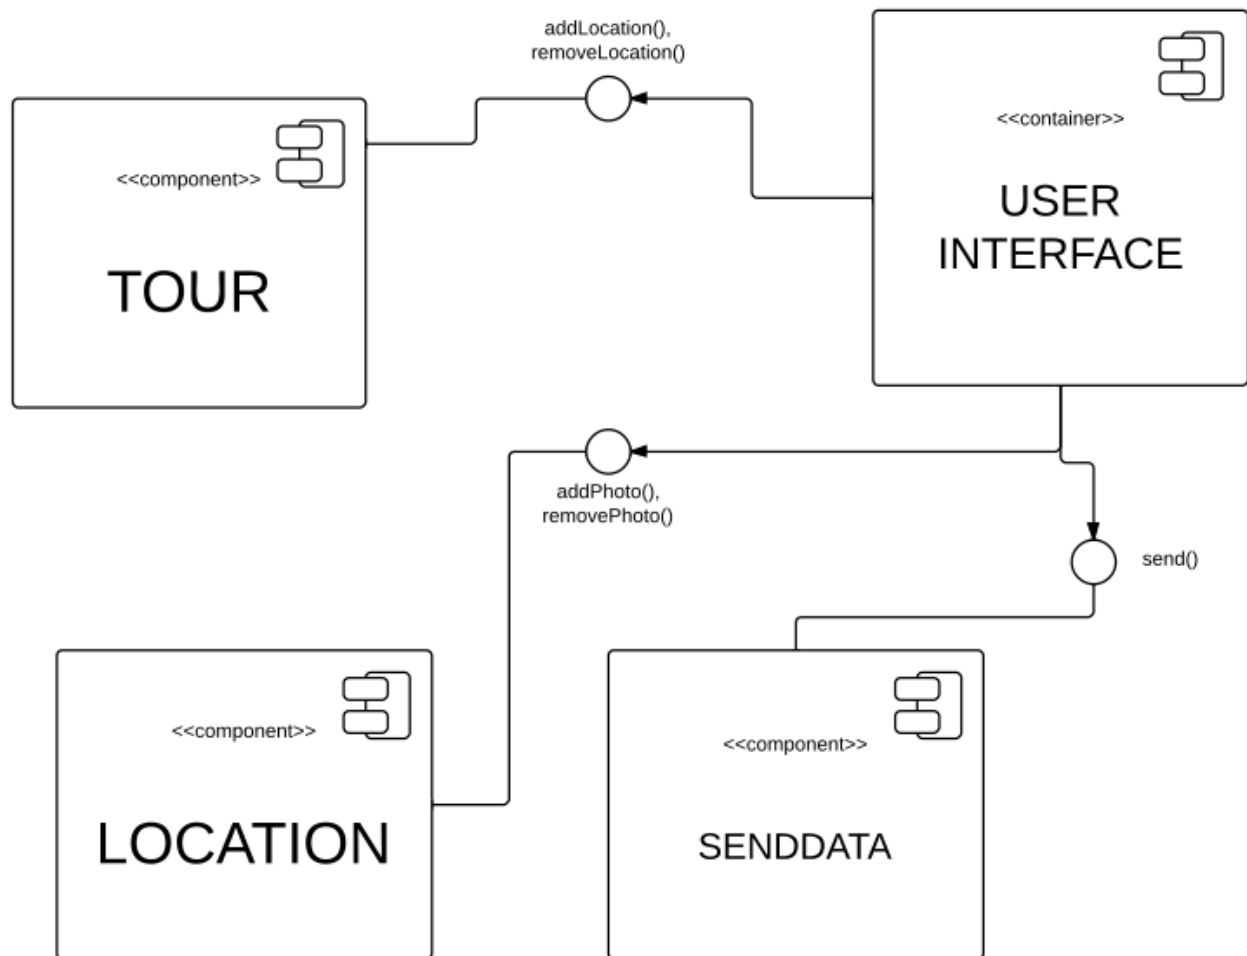 addLocation(),
removeLocation()
<<container>>
USER
INTERFACE
<<component>>
TOUR
addPhoto(),
removePhoto()
send()
<<component>>
LOCATION
<<component>>
SENDDATA